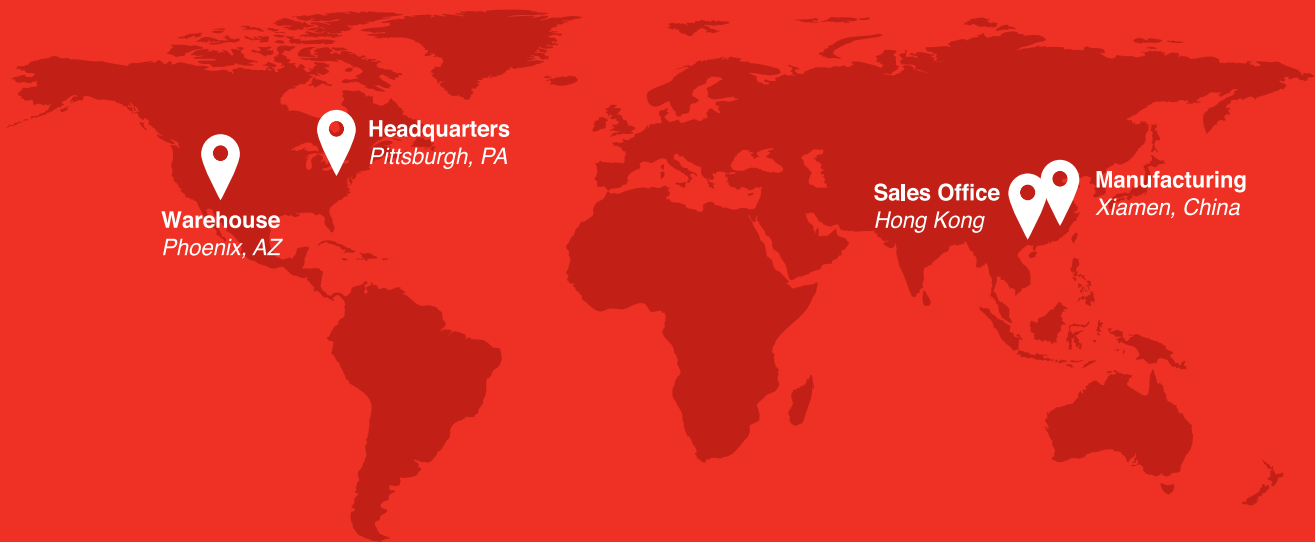 Headquarters
Pittsburgh, PA
Warehouse
Phoenix, AZ
Sales Office
Hong Kong
Manufacturing
Xiamen, China